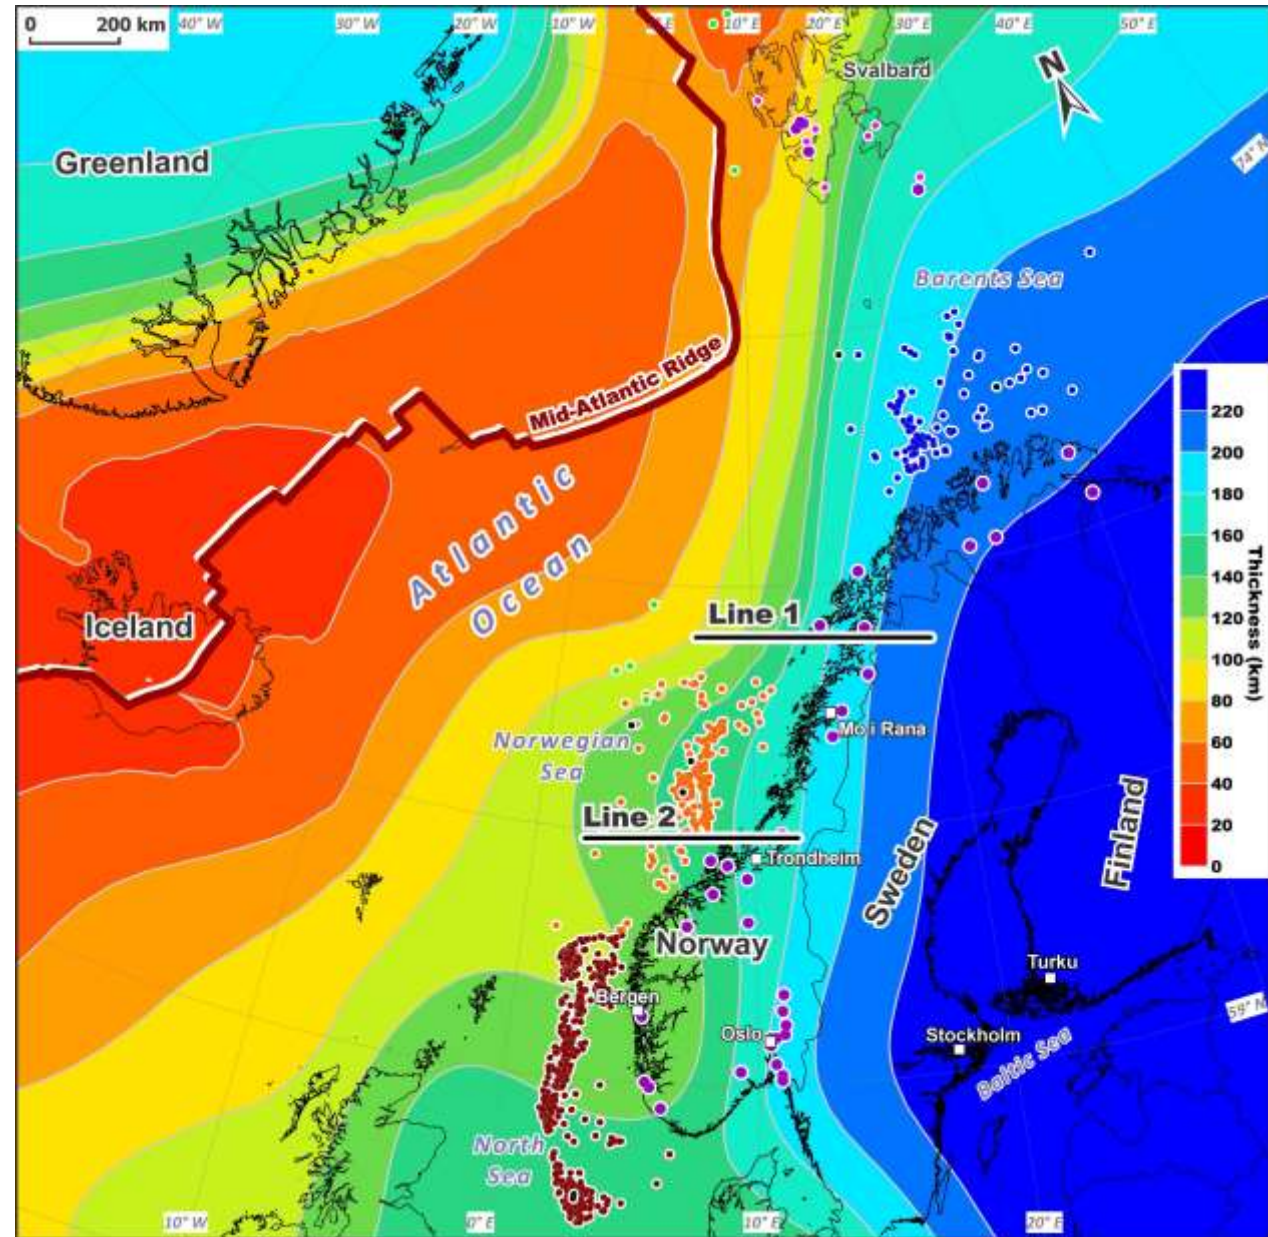 0 200 km
40° W
30° W
20° W
10° W
0° E
10° E
20° E
30° E
40° E
50° E
Svalbard
N
74° N
Greenland
Barents Sea
Mid-Atlantic Ridge
Atlantic
Ocean
Iceland
Line 1
Norwegian
Sea
Mo i Rana
Line 2
Trondheim
Sweden
Finland
Norway
Turku
Bergen
Oslo
Stockholm
Baltic Sea
59° N
North
Sea
10° W
0° E
10° E
20° E
220
200
180
160
140
120
100
80
60
40
20
0
Thickness (km)